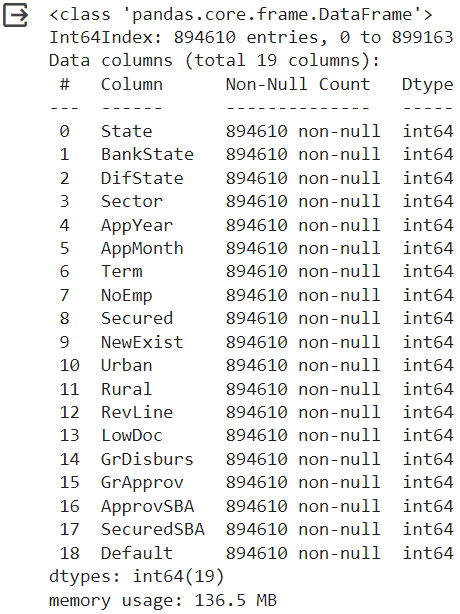 <class 'pandas.core.frame.DataFrame'>
Int64Index: 894610 entries, 0 to 899163
Data columns (total 19 columns):
 #   Column      Non-Null Count   Dtype
---  ------      --------------   -----
 0   State       894610 non-null  int64
 1   BankState   894610 non-null  int64
 2   DifState    894610 non-null  int64
 3   Sector      894610 non-null  int64
 4   AppYear     894610 non-null  int64
 5   AppMonth    894610 non-null  int64
 6   Term        894610 non-null  int64
 7   NoEmp       894610 non-null  int64
 8   Secured     894610 non-null  int64
 9   NewExist    894610 non-null  int64
 10  Urban       894610 non-null  int64
 11  Rural       894610 non-null  int64
 12  RevLine     894610 non-null  int64
 13  LowDoc      894610 non-null  int64
 14  GrDisburs   894610 non-null  int64
 15  GrApprov    894610 non-null  int64
 16  ApprovSBA   894610 non-null  int64
 17  SecuredSBA  894610 non-null  int64
 18  Default     894610 non-null  int64
dtypes: int64(19)
memory usage: 136.5 MB